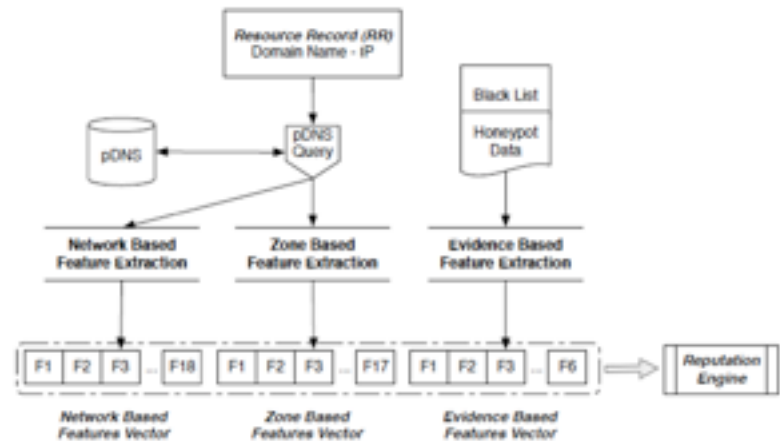 Resource Record (RR)
Domain Name - IP
pDNS
pDNS
Query
Black List
Honeypot
Data
Network Based
Feature Extraction
Zone Based
Feature Extraction
Evidence Based
Feature Extraction
F1 F2 F3 ... F18
F1 F2 F3 ... F17
F1 F2 F3 ... F6
Reputation
Engine
Network Based
Features Vector
Zone Based
Features Vector
Evidence Based
Features Vector